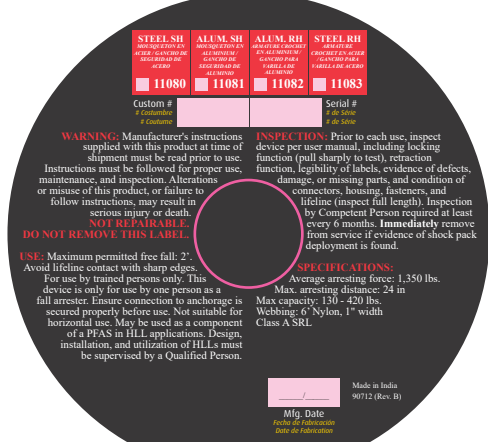 STEEL SH
MOUSQUETON EN
ACIER / GANCHO DE
SEGURIDAD DE
ACERO
11080
ALUM. SH
MOUSQUETON EN
ALUMINIUM /
GANCHO DE
SEGURIDAD DE
ALUMINIO
11081
ALUM. RH
ARMATURE CROCHET
EN ALUMINIUM /
GANCHO PARA
VARILLA DE
ALUMINIO
11082
STEEL RH
ARMATURE
CROCHET EN ACIER
/ GANCHO PARA
VARILLA DE ACERO
11083
Custom #
# Costumbre
# Coutume
Serial #
# de Série
# de Série
WARNING: Manufacturer's instructions
supplied with this product at time of
shipment must be read prior to use.
Instructions must be followed for proper use,
maintenance, and inspection. Alterations
or misuse of this product, or failure to
follow instructions, may result in
serious injury or death.
NOT REPAIRABLE.
DO NOT REMOVE THIS LABEL.
USE: Maximum permitted free fall: 2'.
Avoid lifeline contact with sharp edges.
For use by trained persons only. This
device is only for use by one person as a
fall arrester. Ensure connection to anchorage is
secured properly before use. Not suitable for
horizontal use. May be used as a component
of a PFAS in HLL applications. Design,
installation, and utilization of HLLs must
be supervised by a Qualified Person.
INSPECTION: Prior to each use, inspect
device per user manual, including locking
function (pull sharply to test), retraction
function, legibility of labels, evidence of defects,
damage, or missing parts, and condition of
connectors, housing, fasteners, and
lifeline (inspect full length). Inspection
by Competent Person required at least
every 6 months. Immediately remove
from service if evidence of shock pack
deployment is found.
SPECIFICATIONS:
Average arresting force: 1,350 lbs.
Max. arresting distance: 24 in
Max capacity: 130 - 420 lbs.
Webbing: 6' Nylon, 1" width
Class A SRL
____/____
Mfg. Date
Fecha de Fabricación
Date de Fabrication
Made in India
90712 (Rev. B)